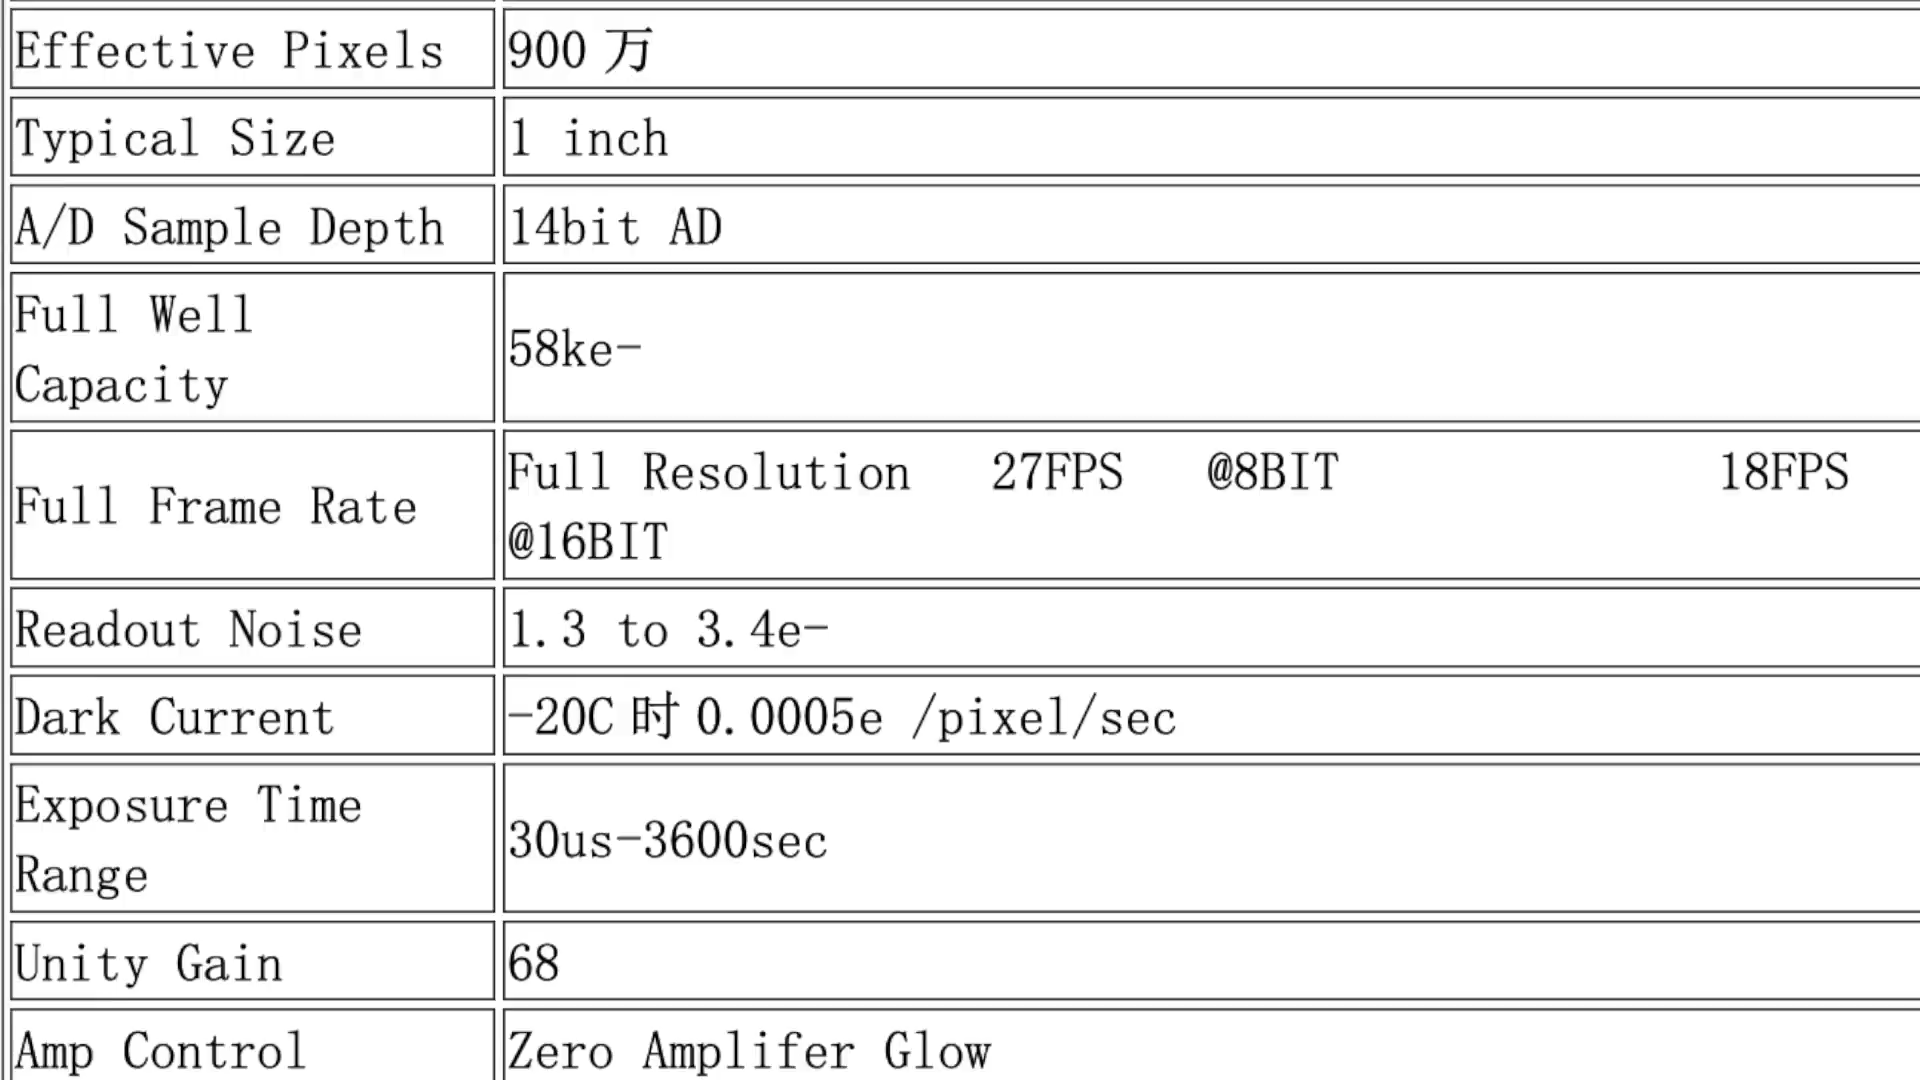 Effective Pixels 900 万
Typical Size 1 inch
A/D Sample Depth 14bit AD
Full Well
Capacity
58ke-
Full Frame Rate
Full Resolution 27FPS @8BIT 18FPS
@16BIT
Readout Noise 1.3 to 3.4e-
Dark Current -20C 时 0.0005e /pixel/sec
Exposure Time
Range
30us-3600sec
Unity Gain 68
Amp Control Zero Amplifer Glow